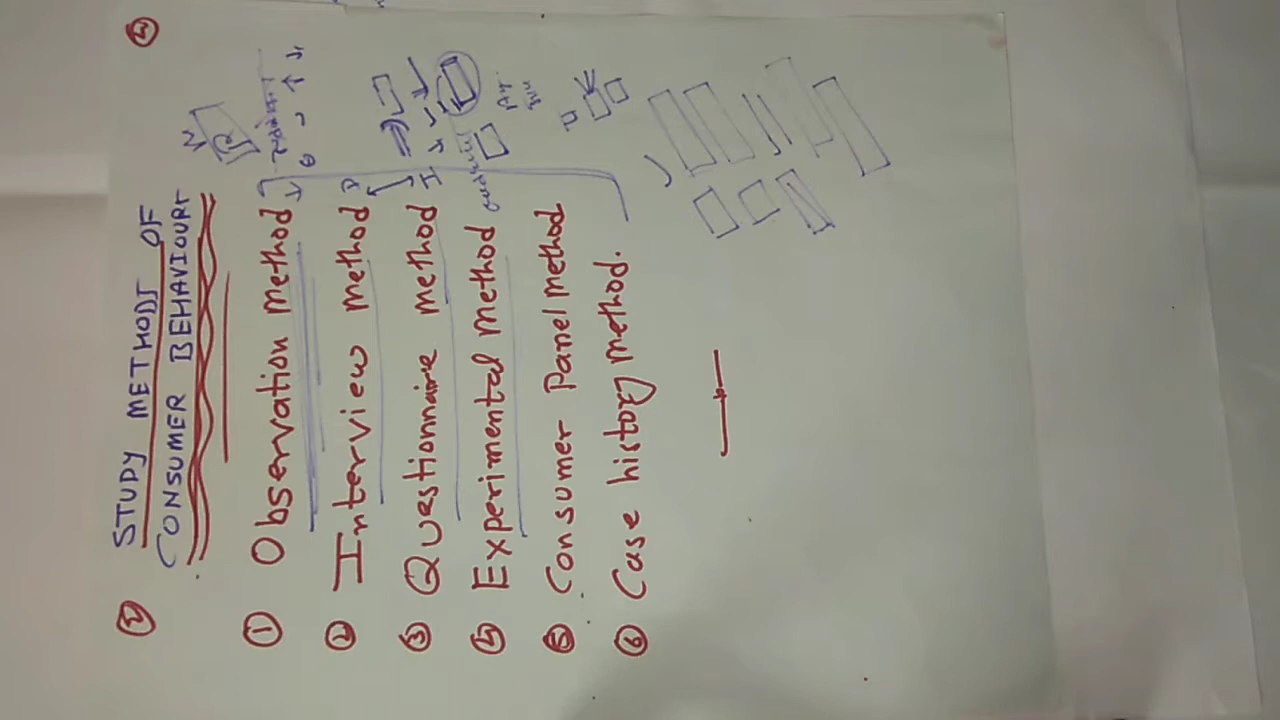 STUDY METHODS OF
CONSUMER BEHAVIOURT
① Observation Method
② Interview Method
③ Questionnaire Method
④ Experimental Method
⑤ Consumer Panel Method
⑥ Case history Method.